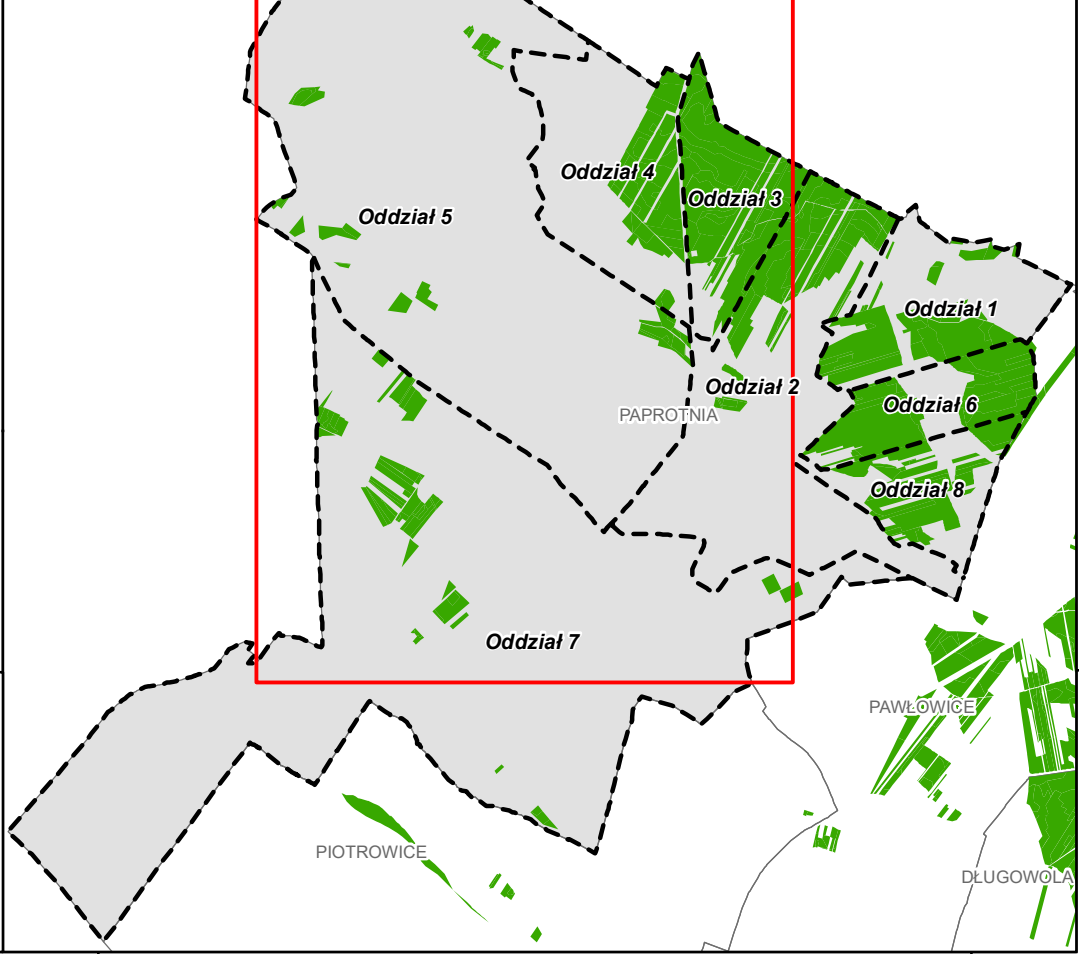 Oddział 4
Oddział 3
Oddział 5
Oddział 1
Oddział 2
Oddział 6
PAPROTNIA
Oddział 8
Oddział 7
PAWŁOWICE
PIOTROWICE
DŁUGOWOLA